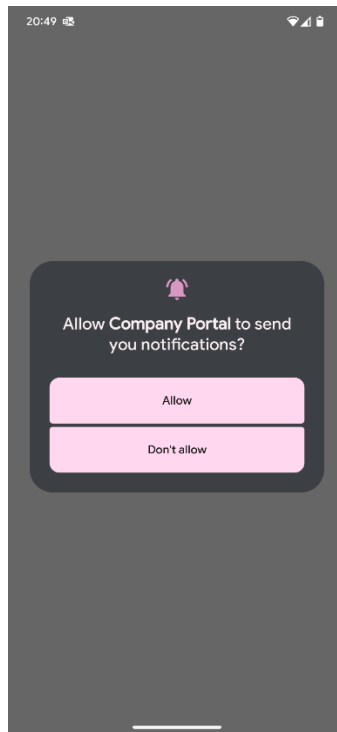 20:49
Allow Company Portal to send
you notifications?
Allow
Don't allow